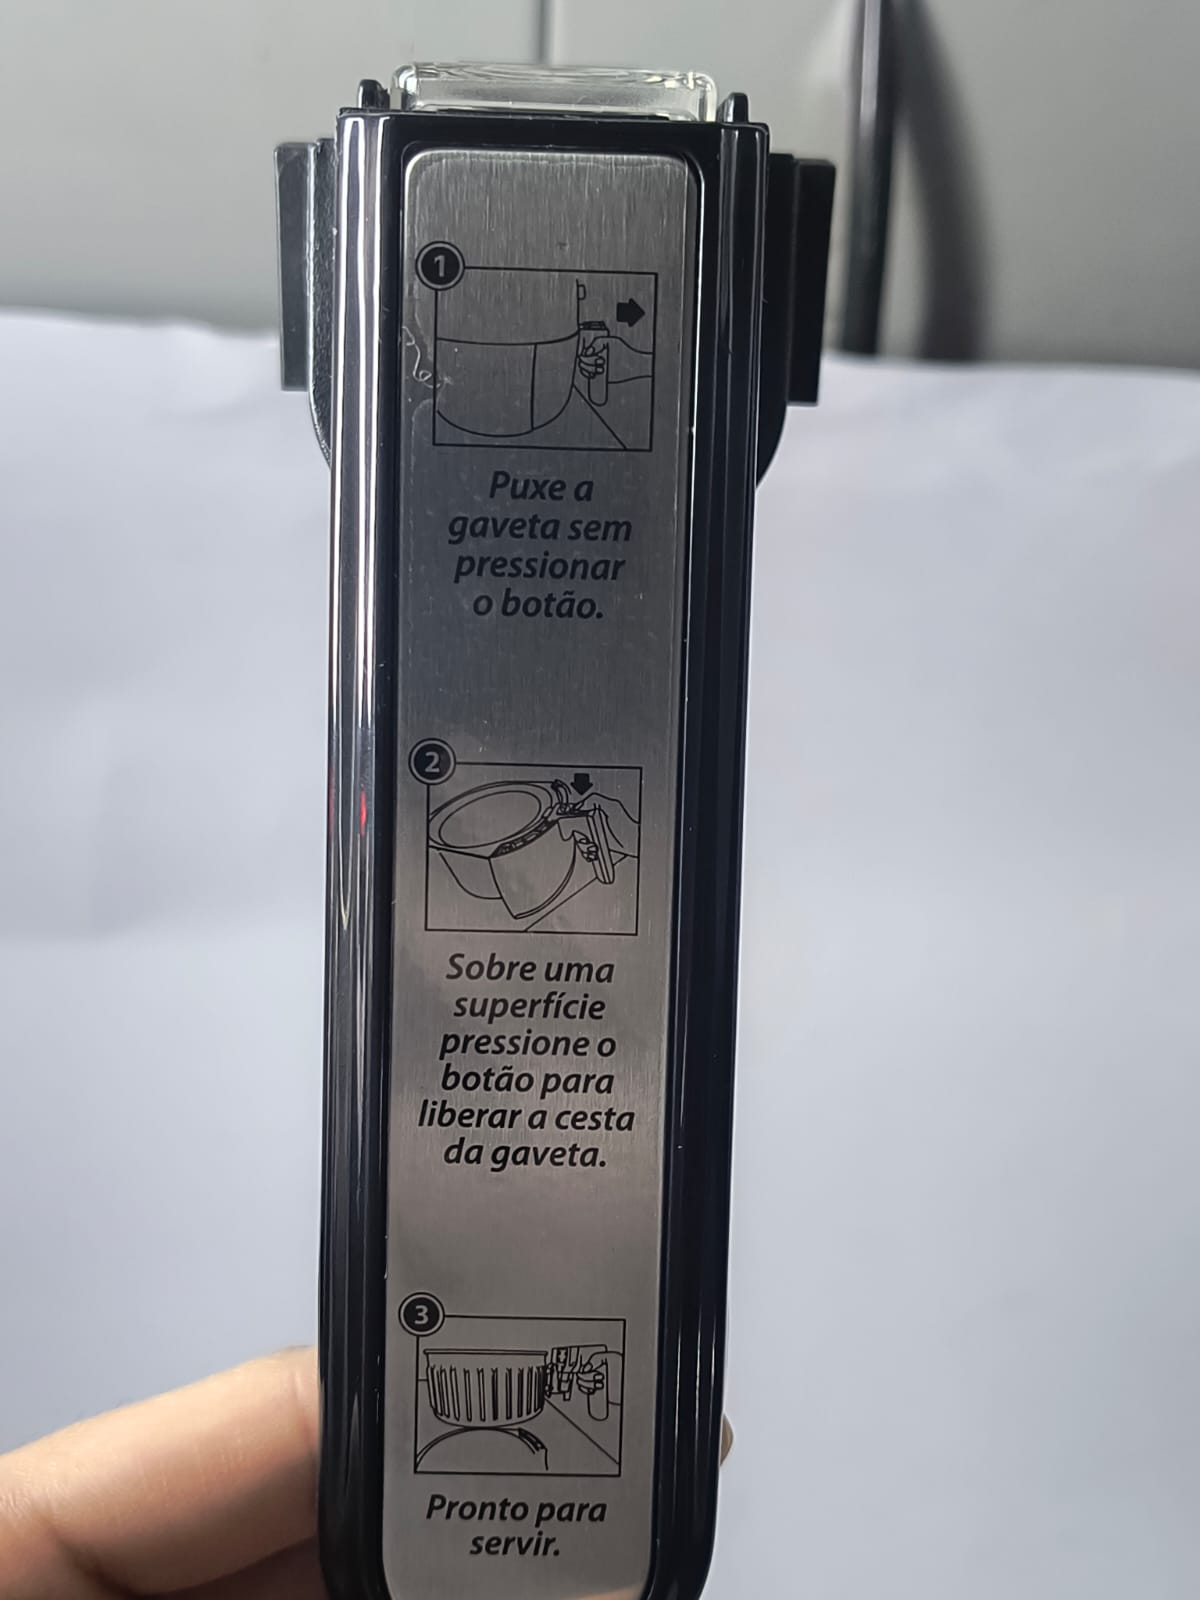 1
Puxe a
gaveta sem
pressionar
o botão.
2
Sobre uma
superfície
pressione o
botão para
liberar a cesta
da gaveta.
3
Pronto para
servir.